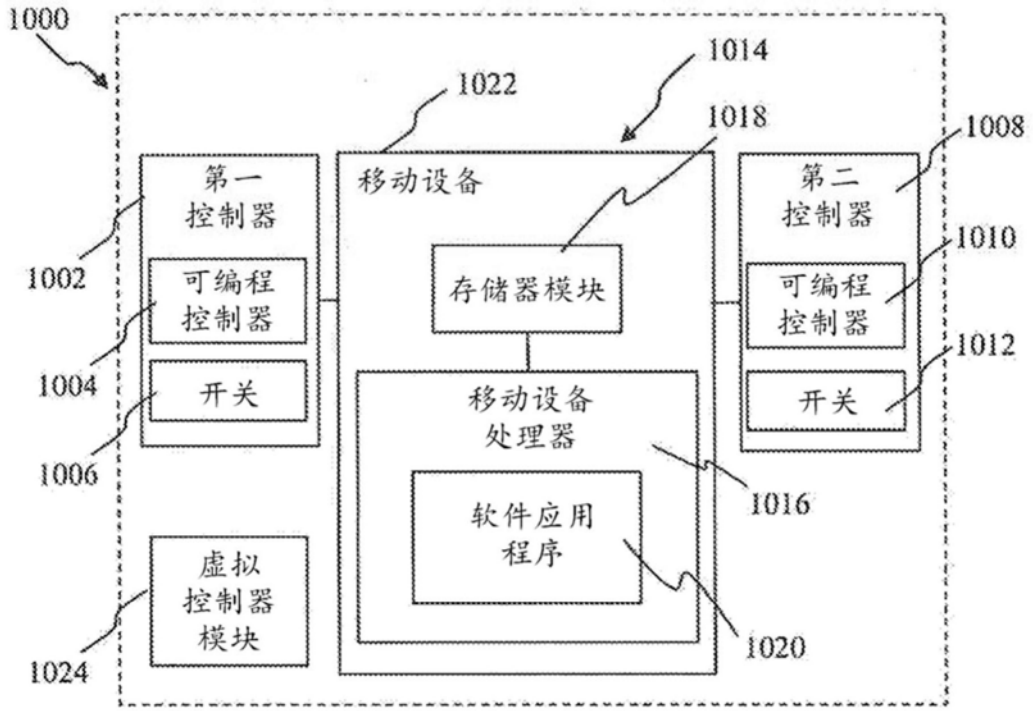 1000
1014
1022
1018
1008
第一
控制器
移动设备
第二
控制器
1002
1010
可编程
控制器
存储器模块
可编程
控制器
1004
1012
开关
移动设备
处理器
开关
1006
1016
软件应用
程序
虚拟
控制器
模块
1020
1024